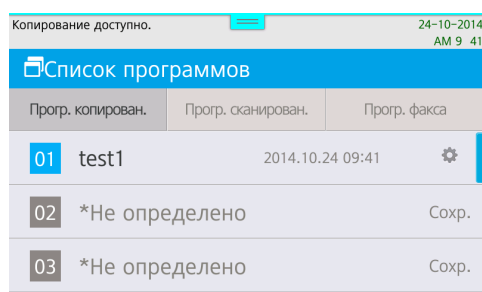 Копирование доступно.
24-10-2014
AM 9 41
Список программов
Прогр. копирован.
Прогр. сканирован.
Прогр. факса
01 test1 2014.10.24 09:41
02 *Не определено Сохр.
03 *Не определено Сохр.